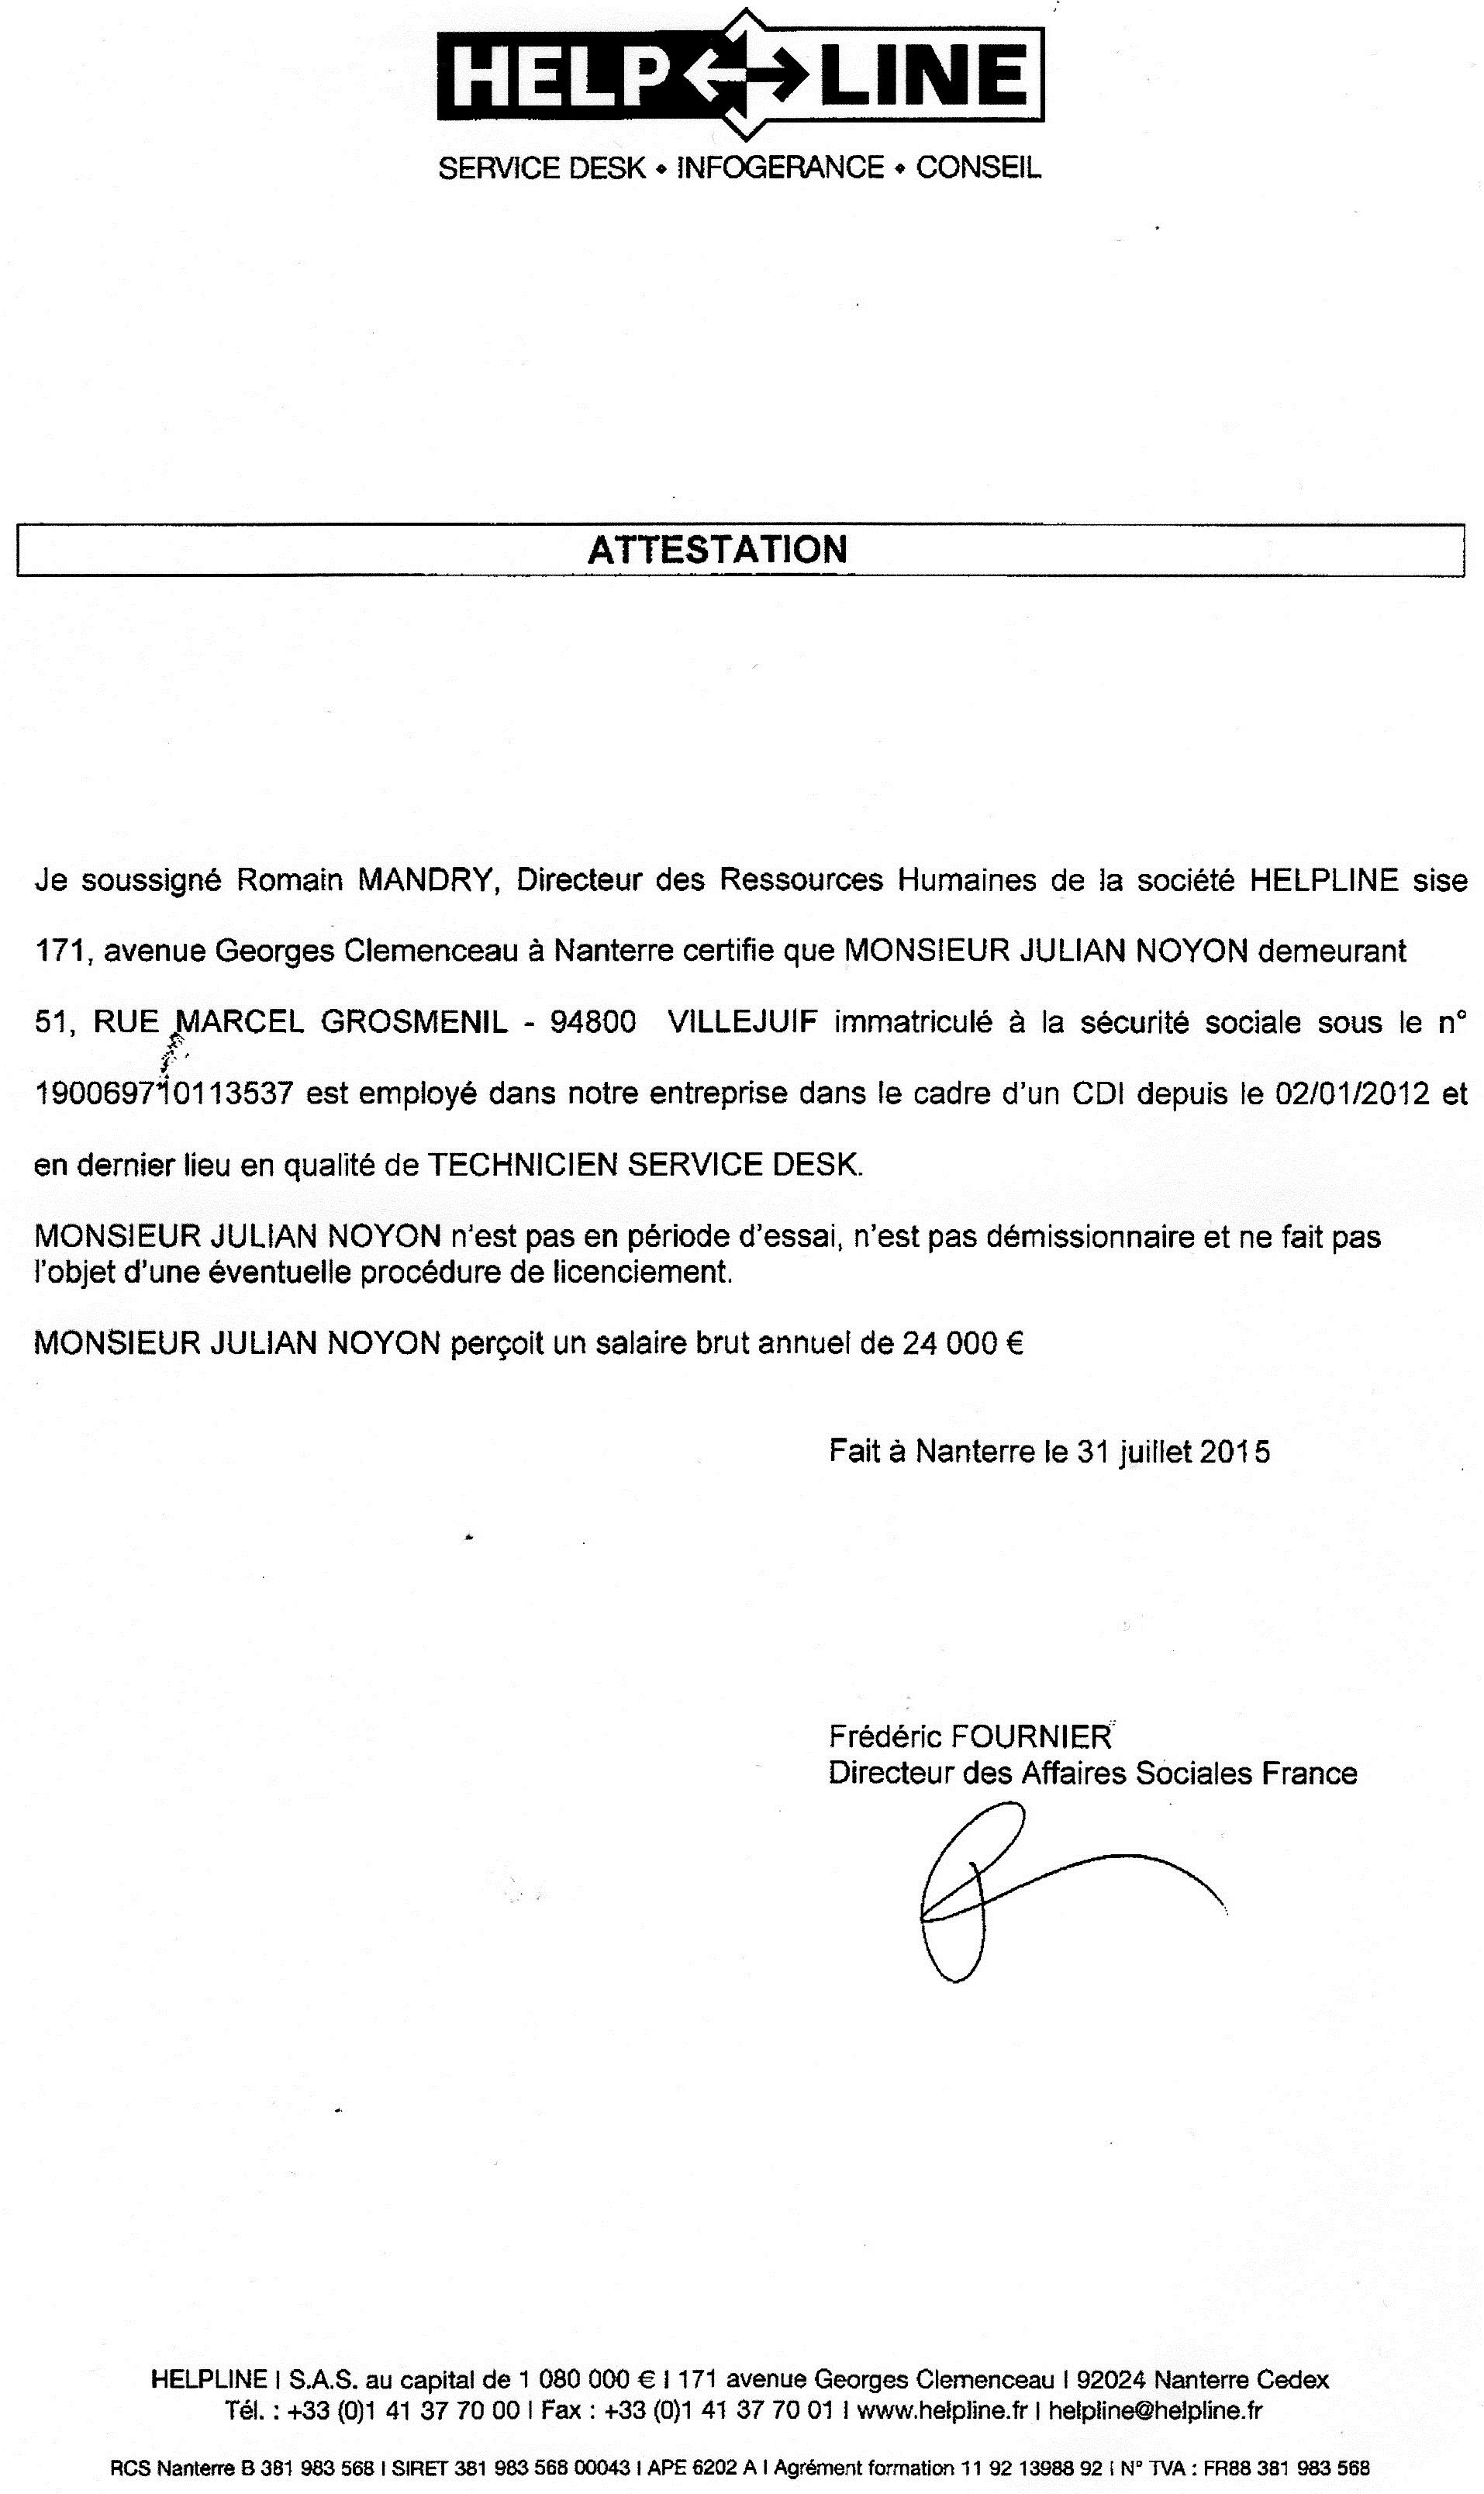 HELP LINE
SERVICE DESK • INFOGERANCE • CONSEIL
ATTESTATION
Je soussigné Romain MANDRY, Directeur des Ressources Humaines de la société HELPLINE sise
171, avenue Georges Clemenceau à Nanterre certifie que MONSIEUR JULIAN NOYON demeurant
51, RUE MARCEL GROSMENIL - 94800 VILLEJUIF immatriculé à la sécurité sociale sous le n°
190069710113537 est employé dans notre entreprise dans le cadre d'un CDI depuis le 02/01/2012 et
en dernier lieu en qualité de TECHNICIEN SERVICE DESK.
MONSIEUR JULIAN NOYON n'est pas en période d'essai, n'est pas démissionnaire et ne fait pas
l'objet d'une éventuelle procédure de licenciement.
MONSIEUR JULIAN NOYON perçoit un salaire brut annuel de 24 000 €
Fait à Nanterre le 31 juillet 2015
Frédéric FOURNIER
Directeur des Affaires Sociales France
HELPLINE I S.A.S. au capital de 1 080 000 € I 171 avenue Georges Clemenceau I 92024 Nanterre Cedex
Tél. : +33 (0)1 41 37 70 00 I Fax : +33 (0)1 41 37 70 01 I www.helpline.fr I helpline@helpline.fr
RCS Nanterre B 381 983 568 I SIRET 381 983 568 00043 I APE 6202 A I Agrément formation 11 92 13988 92 I N° TVA : FR88 381 983 568